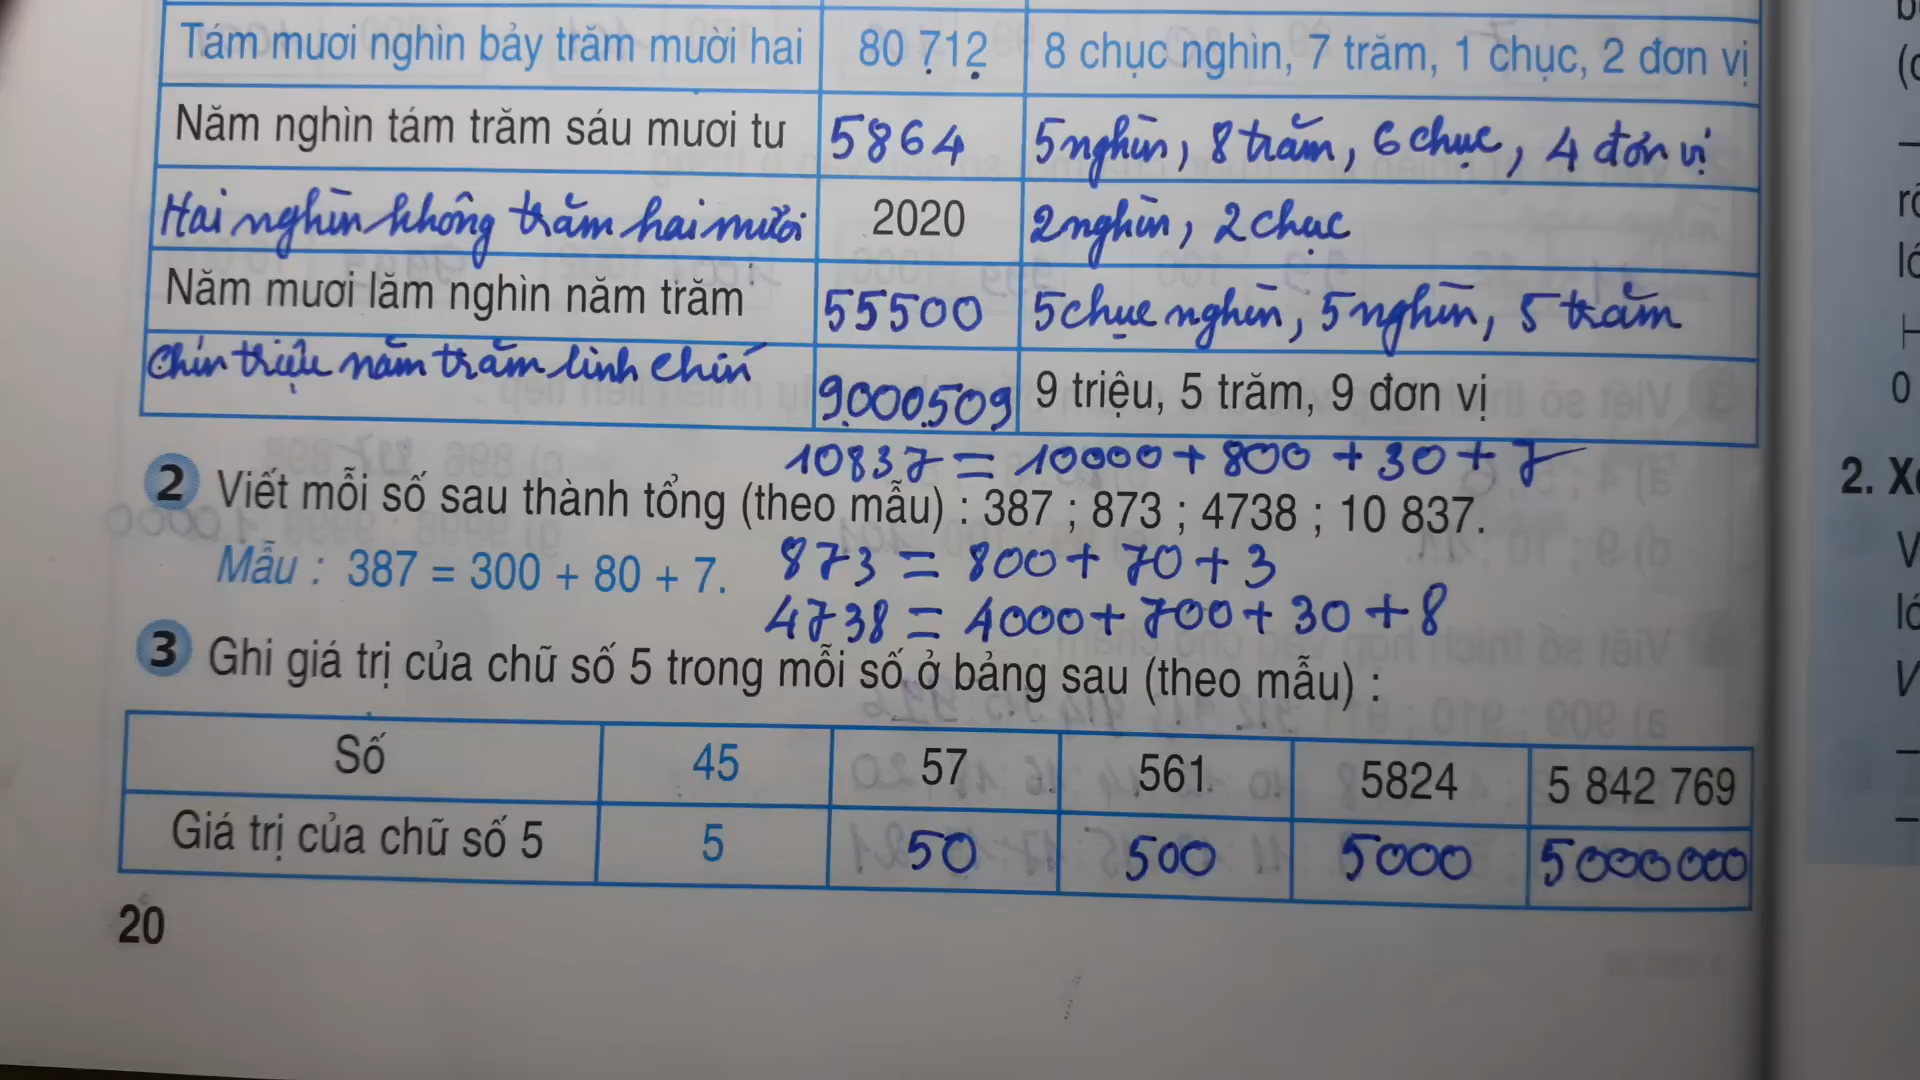 Tám mươi nghìn bảy trăm mười hai 80 712 8 chục nghìn, 7 trăm, 1 chục, 2 đơn vị
Năm nghìn tám trăm sáu mươi tư 5864 5 nghìn, 8 trăm, 6 chục, 4 đơn vị
Hai nghìn không trăm hai mươi 2020 2 nghìn, 2 chục
Năm mươi lăm nghìn năm trăm 55500 5 chục nghìn, 5 nghìn, 5 trăm
Chín triệu năm trăm linh chín 9.000.509 9 triệu, 5 trăm, 9 đơn vị
10837 = 10000 + 800 + 30 + 7
2 Viết mỗi số sau thành tổng (theo mẫu) : 387 ; 873 ; 4738 ; 10 837.
Mẫu : 387 = 300 + 80 + 7. 873 = 800 + 70 + 3
4738 = 4000 + 700 + 30 + 8
3 Ghi giá trị của chữ số 5 trong mỗi số ở bảng sau (theo mẫu) :
Số 45 57 561 5824 5 842 769
Giá trị của chữ số 5 5 50 500 5000 5000000
20
0
2.